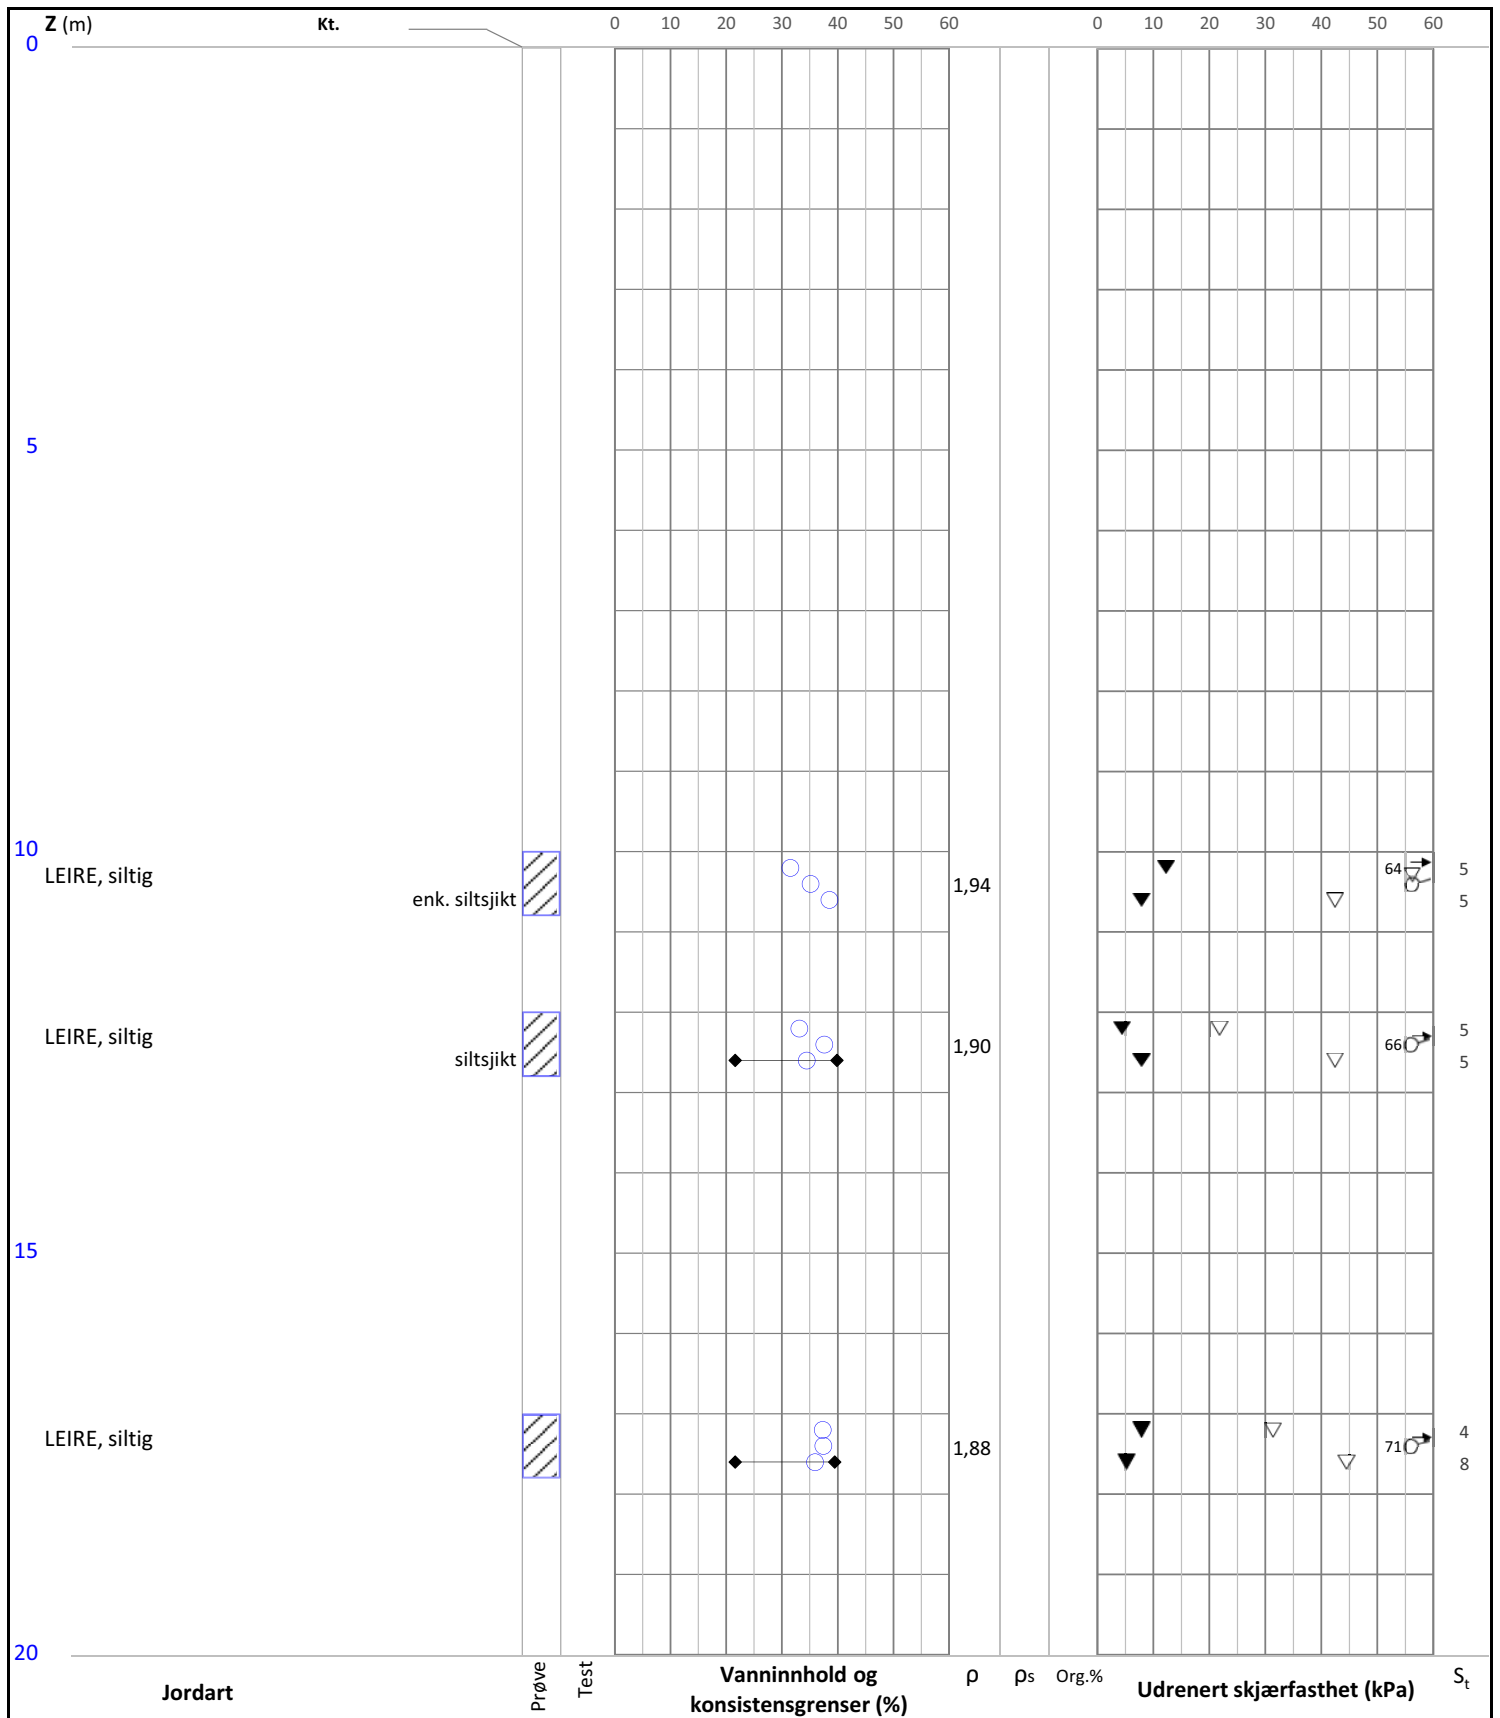 Z (m) Kt. 0 10 20 30 40 50 60 0 10 20 30 40 50 60
0
5
10
LEIRE, siltig 64 5
1,94
enk. siltsjikt 5
LEIRE, siltig 5
1,90 66
siltsjikt 5
15
LEIRE, siltig 4
1,88 71
8
20
Jordart Prøve Test Vanninnhold og konsistensgrenser (%) ρ ρs Org.% Udrenert skjærfasthet (kPa) St